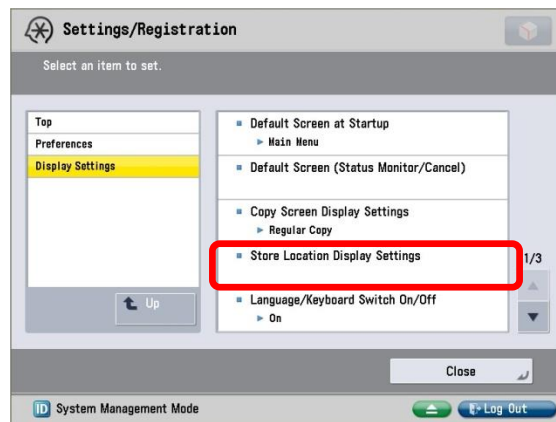 Settings/Registration
Select an item to set.
Top
Preferences
Display Settings
Up
Default Screen at Startup
Main Menu
Default Screen (Status Monitor/Cancel)
Copy Screen Display Settings
Regular Copy
Store Location Display Settings
Language/Keyboard Switch On/Off
On
1/3
Close
ID System Management Mode
Log Out